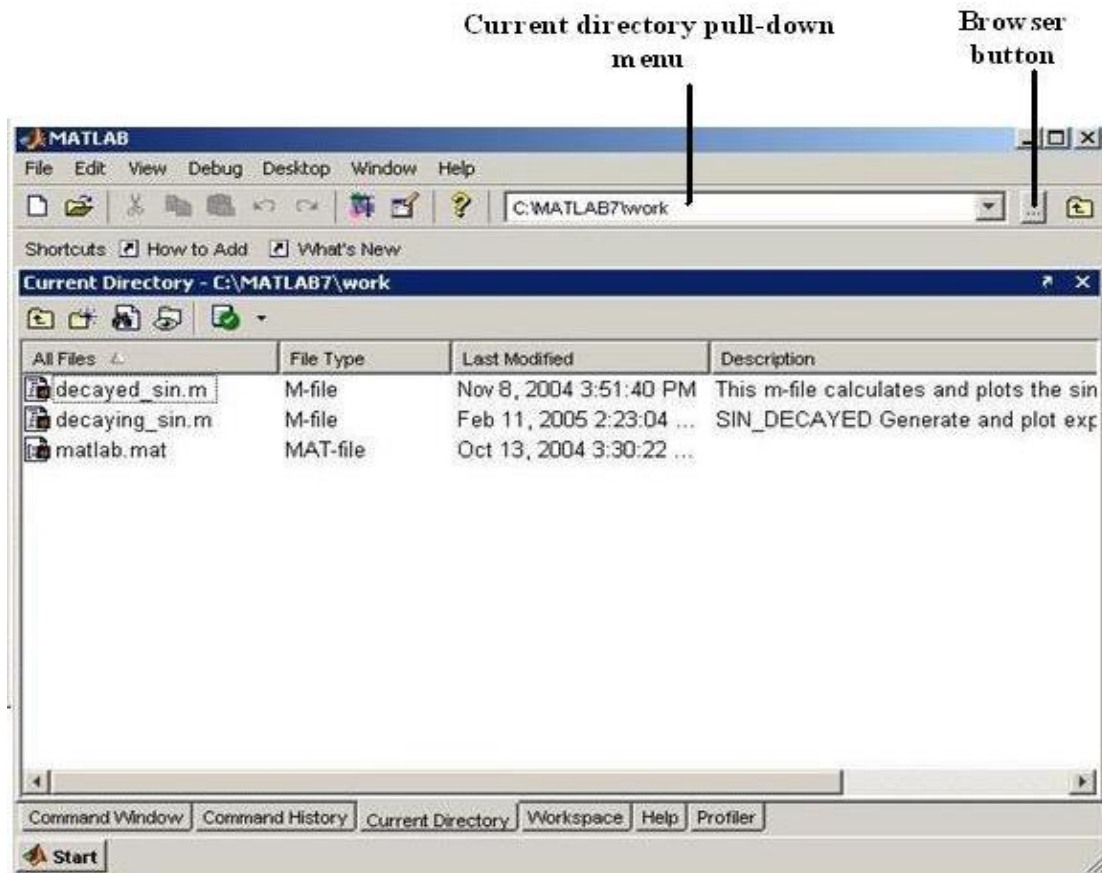 Current directory pull-down menu
Browser button
MATLAB
File Edit View Debug Desktop Window Help
C:\MATLAB7\work
Shortcuts How to Add What's New
Current Directory - C:\MATLAB7\work
All Files File Type Last Modified Description
decayed_sin.m M-file Nov 8, 2004 3:51:40 PM This m-file calculates and plots the sin
decaying_sin.m M-file Feb 11, 2005 2:23:04 ... SIN_DECAYED Generate and plot exp
matlab.mat MAT-file Oct 13, 2004 3:30:22 ...
Command Window Command History Current Directory Workspace Help Profiler
Start